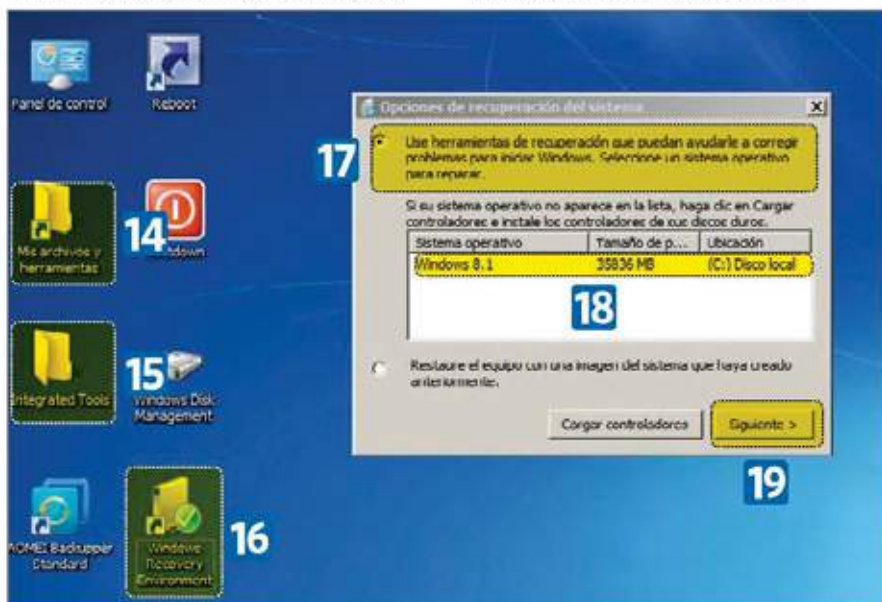 Panel de control
Reboot
Mis archivos y
herramientas
14
Shutdown
Integrated Tools
15
Windows Disk
Management
AOMEI Backupper
Standard
Windows
Recovery
Environment
16
Opciones de recuperación del sistema
17
Use herramientas de recuperación que puedan ayudarle a corregir
problemas para iniciar Windows. Seleccione un sistema operativo
para reparar.
Si su sistema operativo no aparece en la lista, haga clic en Cargar
controladores e instale los controladores de sus discos duros.
Sistema operativo
Tamaño de p...
Ubicación
Windows 8.1
35836 MB
(C:) Disco local
18
Restaure el equipo con una imagen del sistema que haya creado
anteriormente.
Cargar controladores
Siguiente >
19